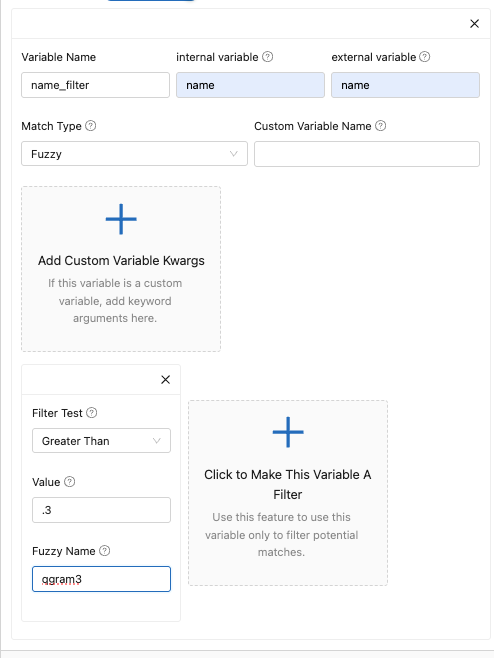 Variable Name
internal variable
external variable
name_filter
name
name
Match Type
Custom Variable Name
Fuzzy
Add Custom Variable Kwargs
If this variable is a custom
variable, add keyword
arguments here.
Filter Test
Greater Than
Value
.3
Fuzzy Name
qgram3
Click to Make This Variable A
Filter
Use this feature to use this
variable only to filter potential
matches.